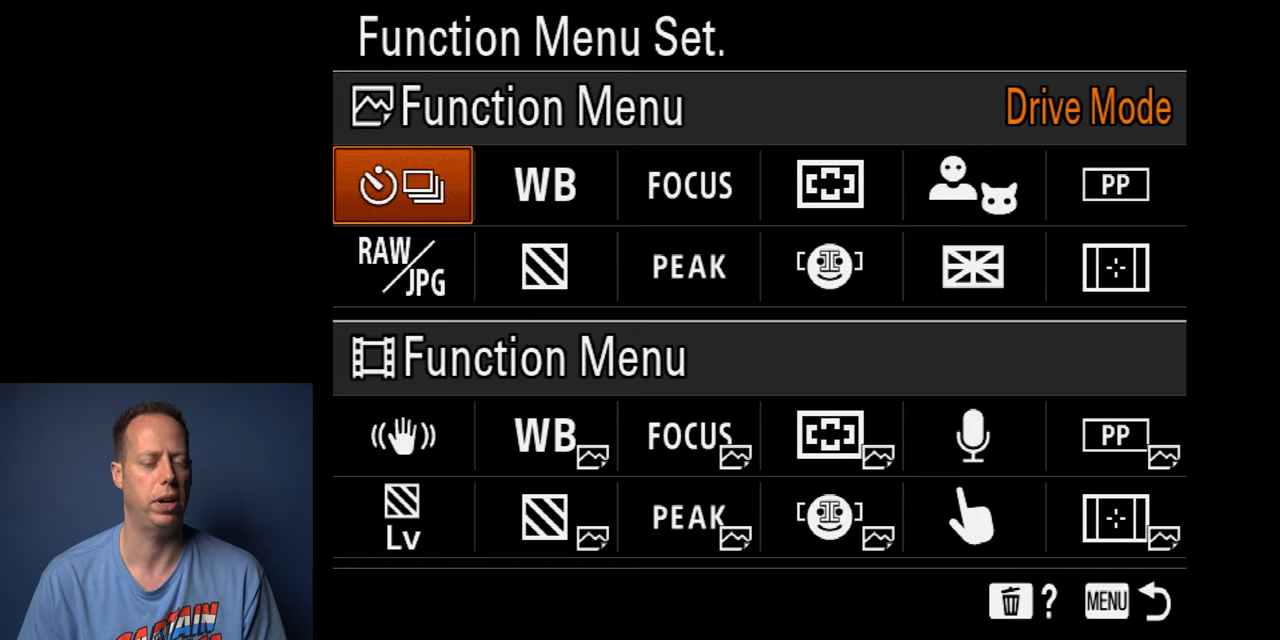 Function Menu Set.
Function Menu Drive Mode
WB FOCUS PP
RAW/JPG PEAK
Function Menu
WB FOCUS PP
Lv PEAK
? MENU
CAPTAIN